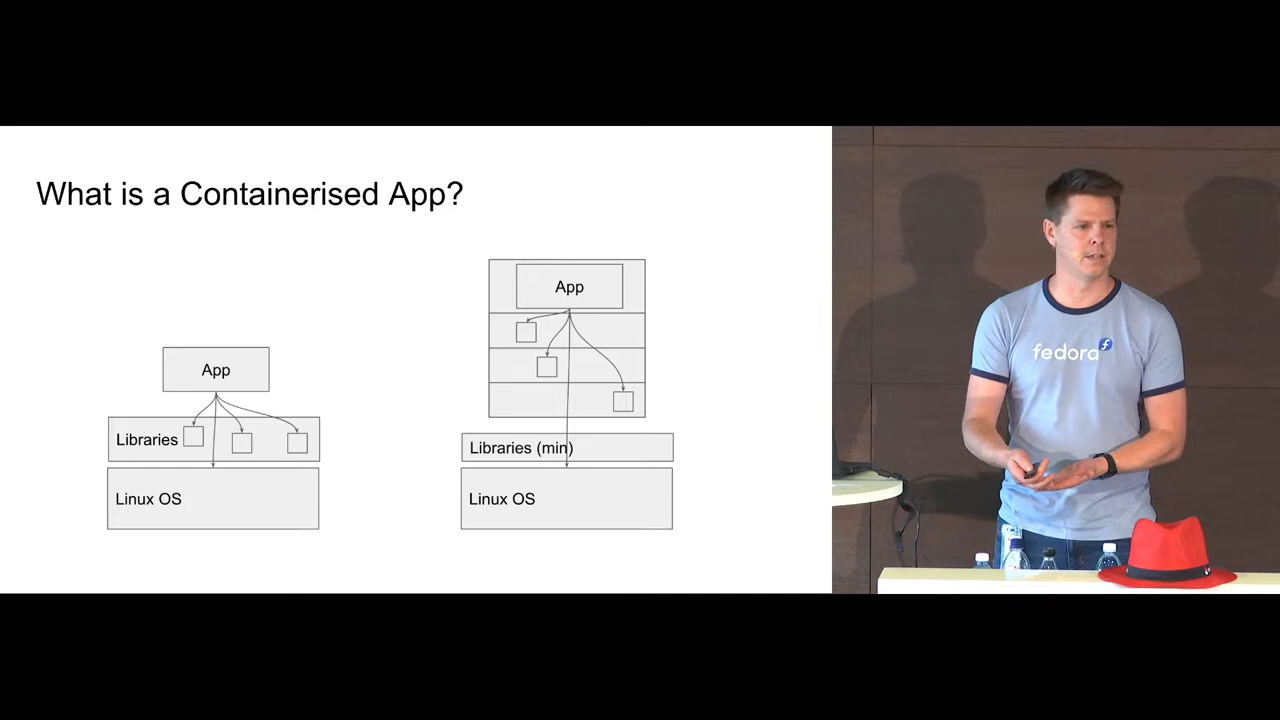 What is a Containerised App?
App
Libraries
Linux OS
App
Libraries (min)
Linux OS
fedora